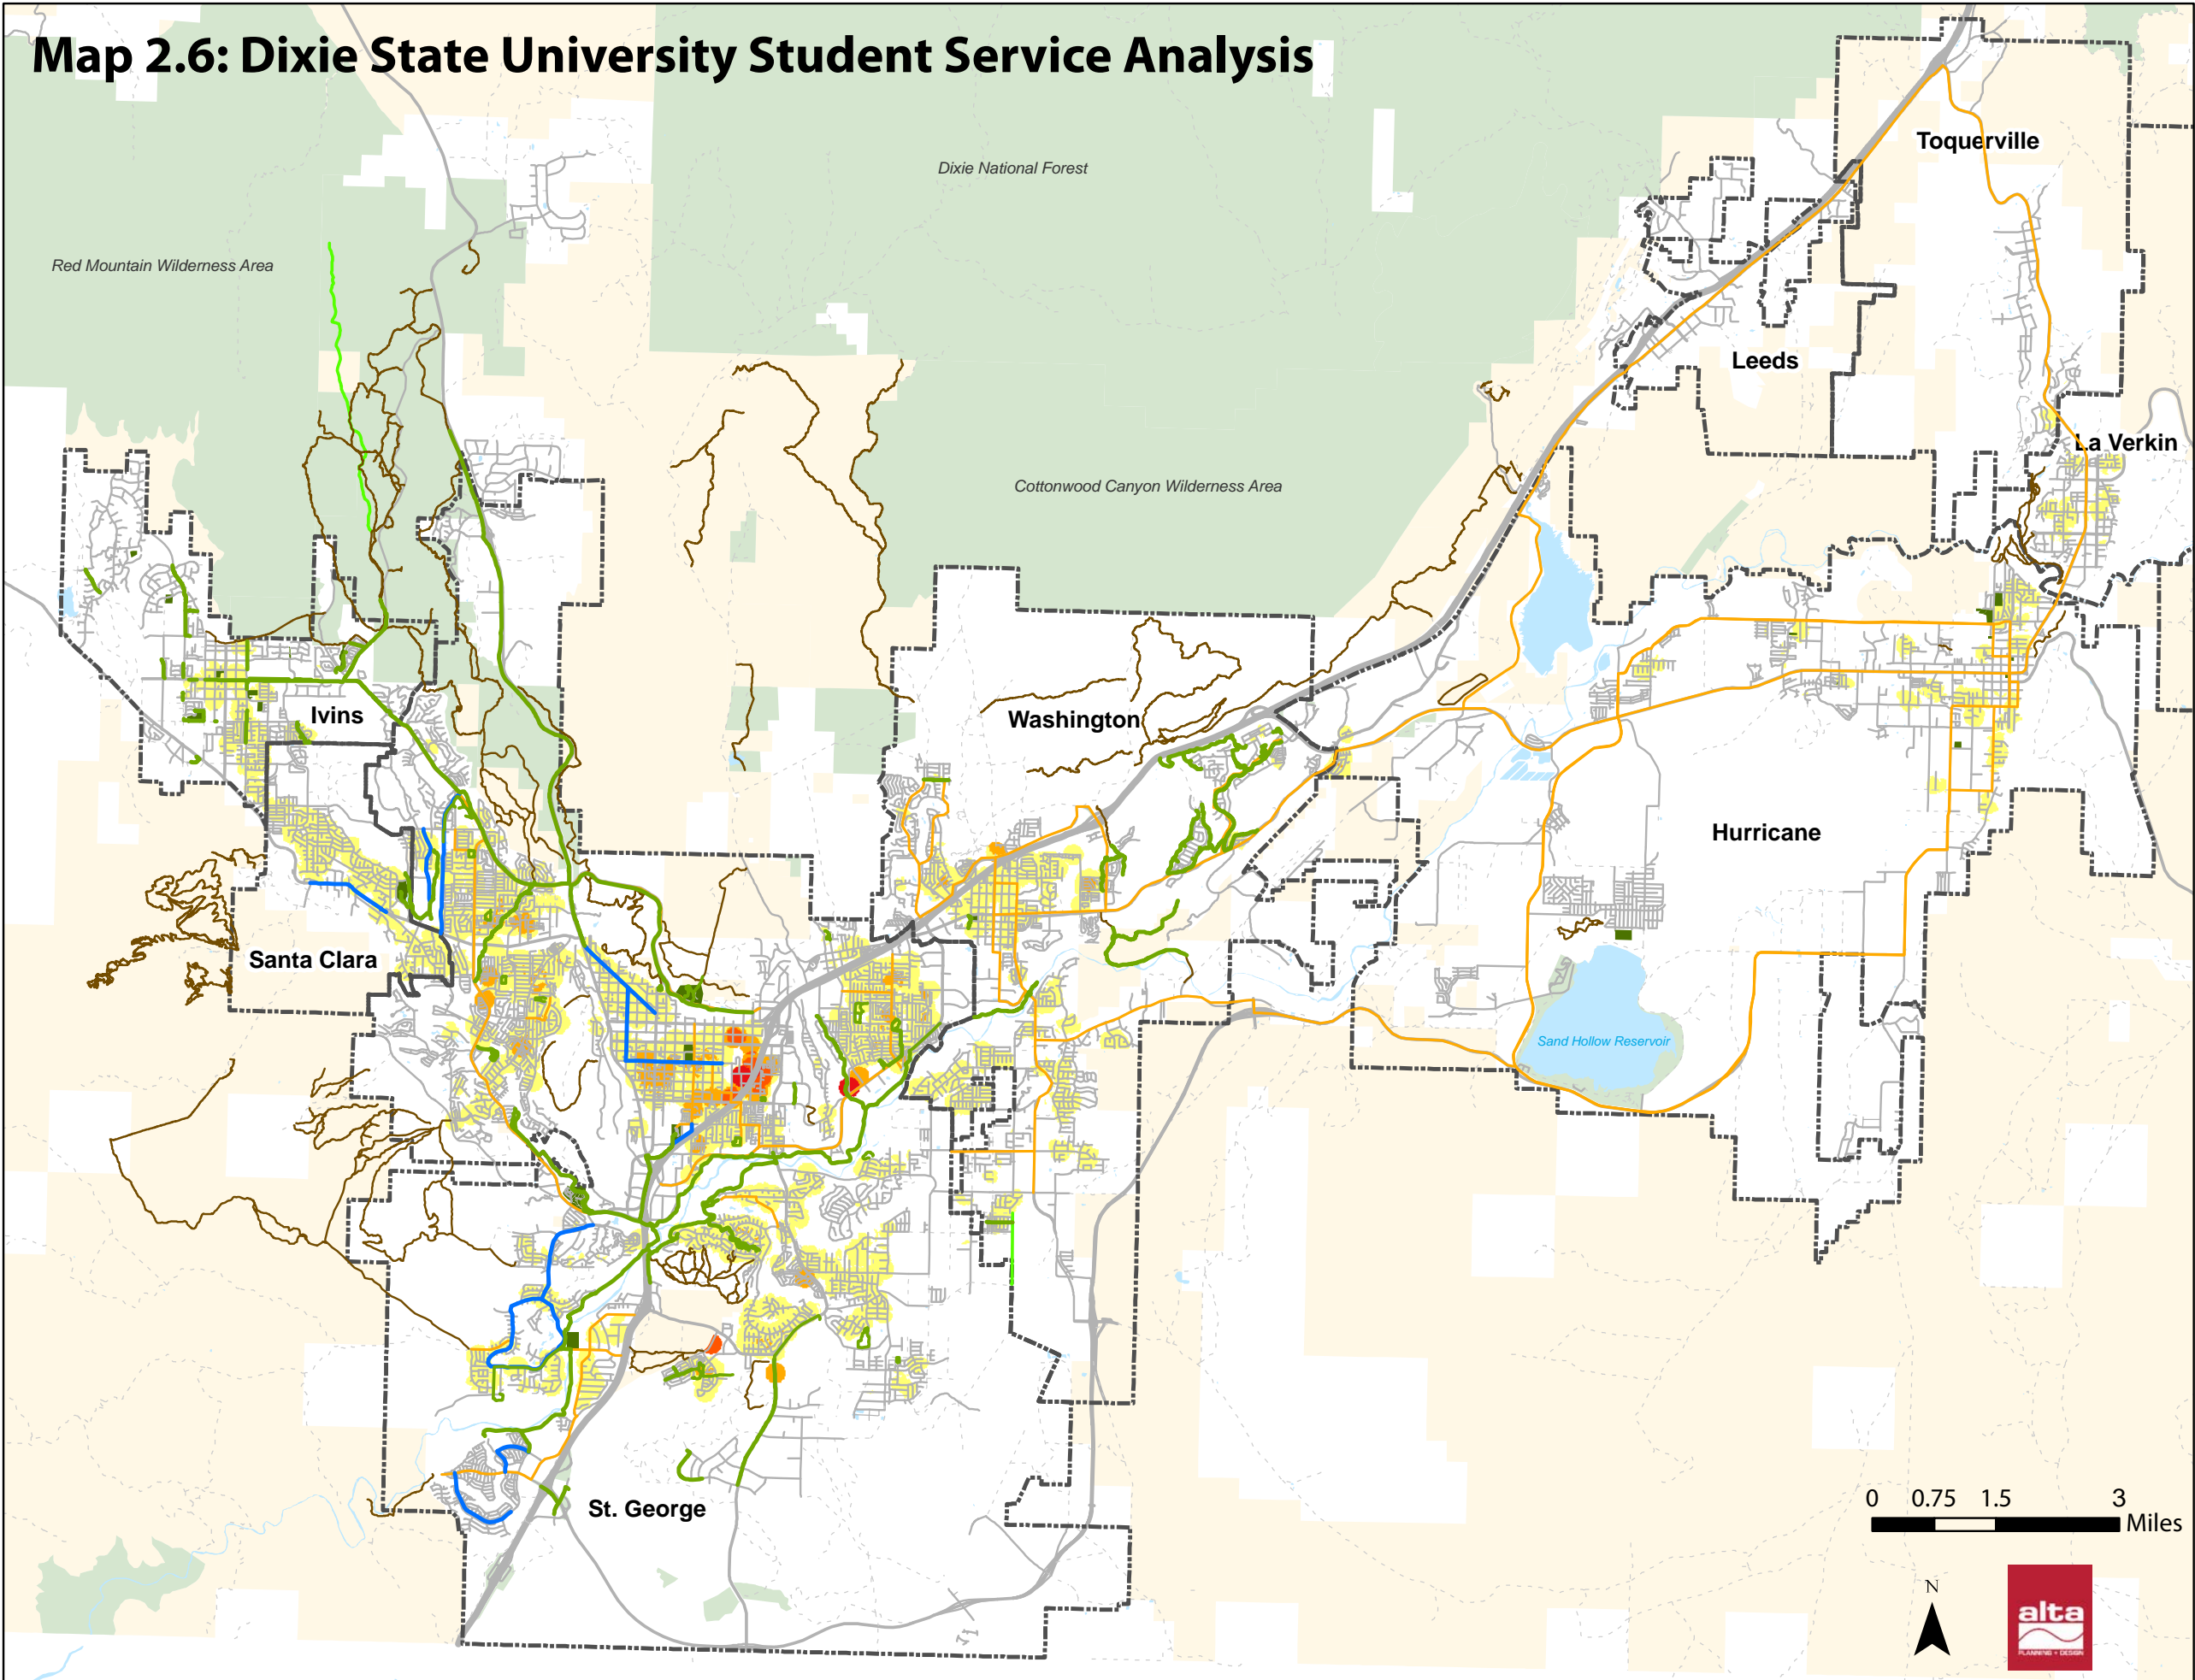 Map 2.6: Dixie State University Student Service Analysis
Toquerville
Dixie National Forest
Red Mountain Wilderness Area
Leeds
La Verkin
Cottonwood Canyon Wilderness Area
Ivins
Washington
Hurricane
Santa Clara
Sand Hollow Reservoir
St. George
0 0.75 1.5 3
Miles
N
alta
PLANNING + DESIGN